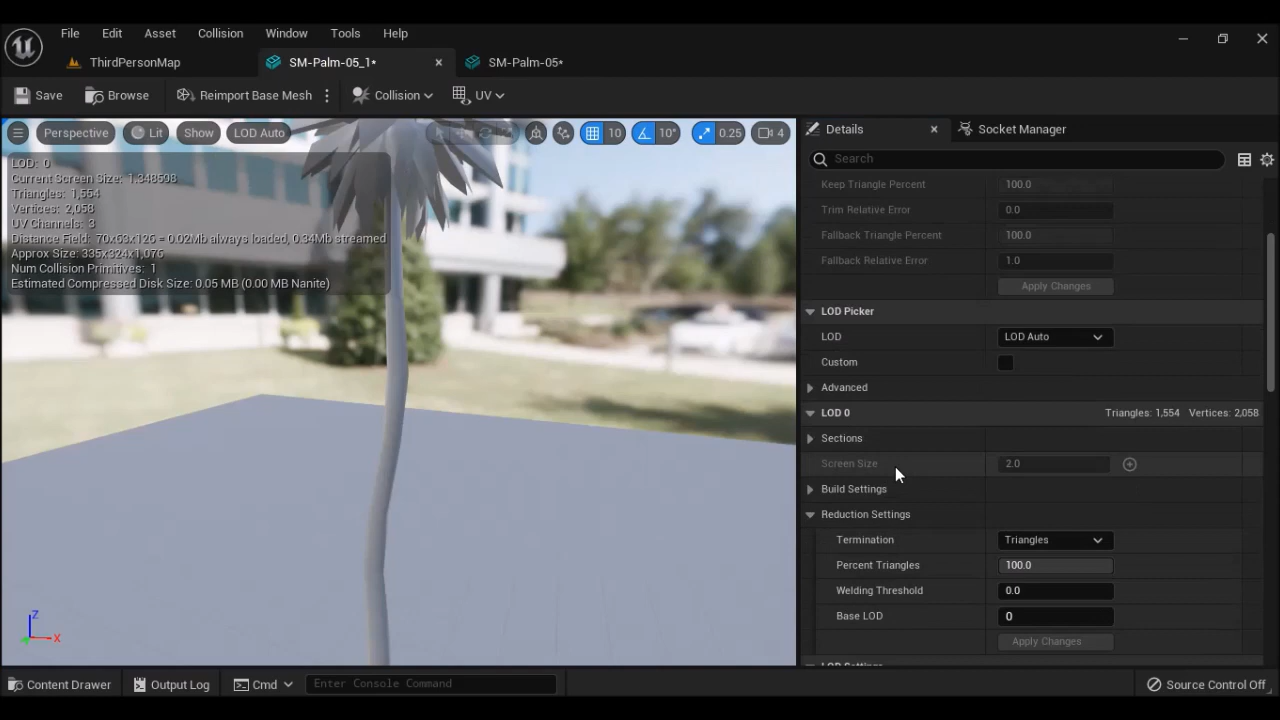 File Edit Asset Collision Window Tools Help
ThirdPersonMap SM-Palm-05_1* SM-Palm-05*
Save Browse Reimport Base Mesh Collision UV
Perspective Lit Show LOD Auto 10 10° 0.25 4
LOD: 0
Current Screen Size: 1,348598
Triangles: 1,554
Vertices: 2,058
UV Channels: 3
Distance Field: 70x63x126 = 0.02Mb always loaded, 0.34Mb streamed
Approx Size: 335x324x1,076
Num Collision Primitives: 1
Estimated Compressed Disk Size: 0.05 MB (0.00 MB Nanite)
Z
X
Details Socket Manager
Search
Keep Triangle Percent 100.0
Trim Relative Error 0.0
Fallback Triangle Percent 100.0
Fallback Relative Error 1.0
Apply Changes
LOD Picker
LOD LOD Auto
Custom
Advanced
LOD 0 Triangles: 1,554 Vertices: 2,058
Sections
Screen Size 2.0
Build Settings
Reduction Settings
Termination Triangles
Percent Triangles 100.0
Welding Threshold 0.0
Base LOD 0
Apply Changes
LOD Settings
Content Drawer Output Log Cmd Enter Console Command Source Control Off